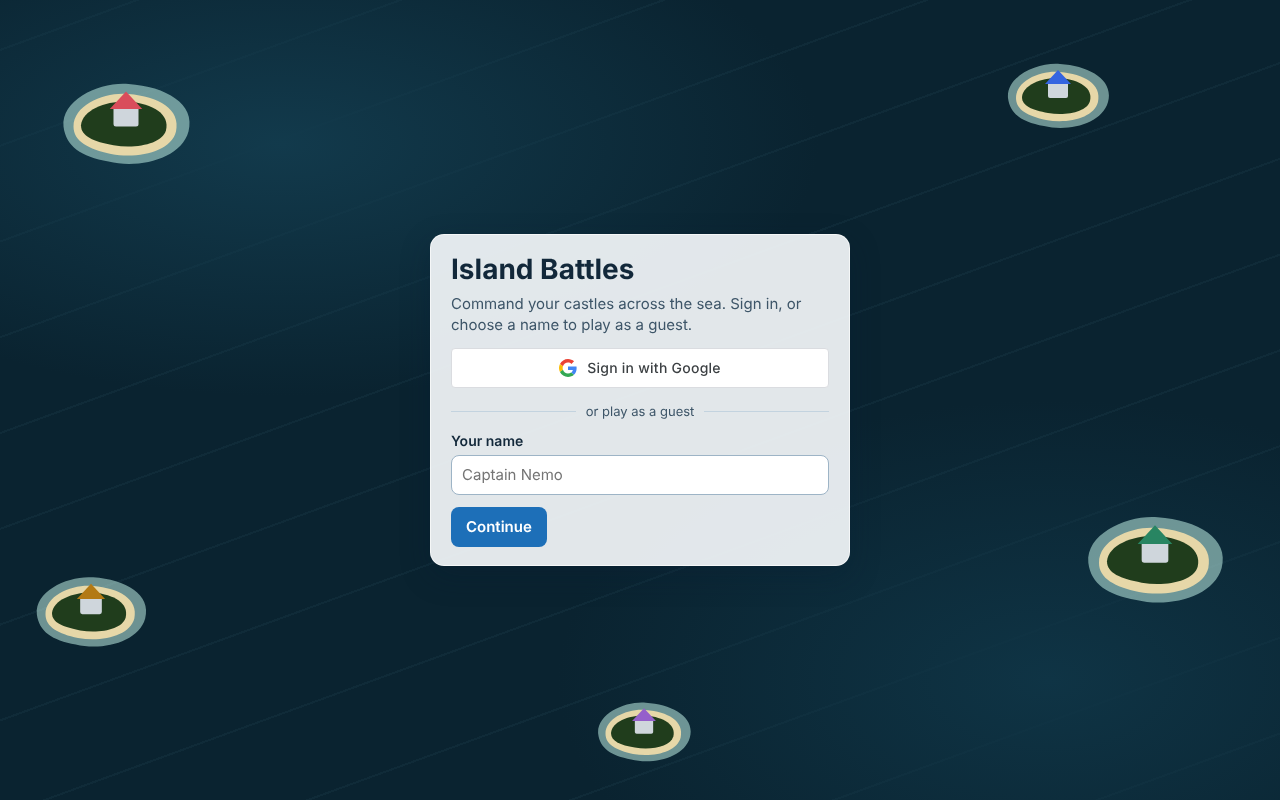 Island Battles
Command your castles across the sea. Sign in, or
choose a name to play as a guest.
Sign in with Google
or play as a guest
Your name
Captain Nemo
Continue